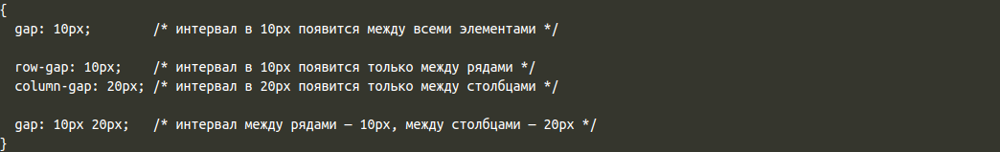 {
  gap: 10px;        /* интервал в 10px появится между всеми элементами */
  row-gap: 10px;    /* интервал в 10px появится только между рядами */
  column-gap: 20px; /* интервал в 20px появится только между столбцами */
  gap: 10px 20px;   /* интервал между рядами — 10px, между столбцами — 20px */
}